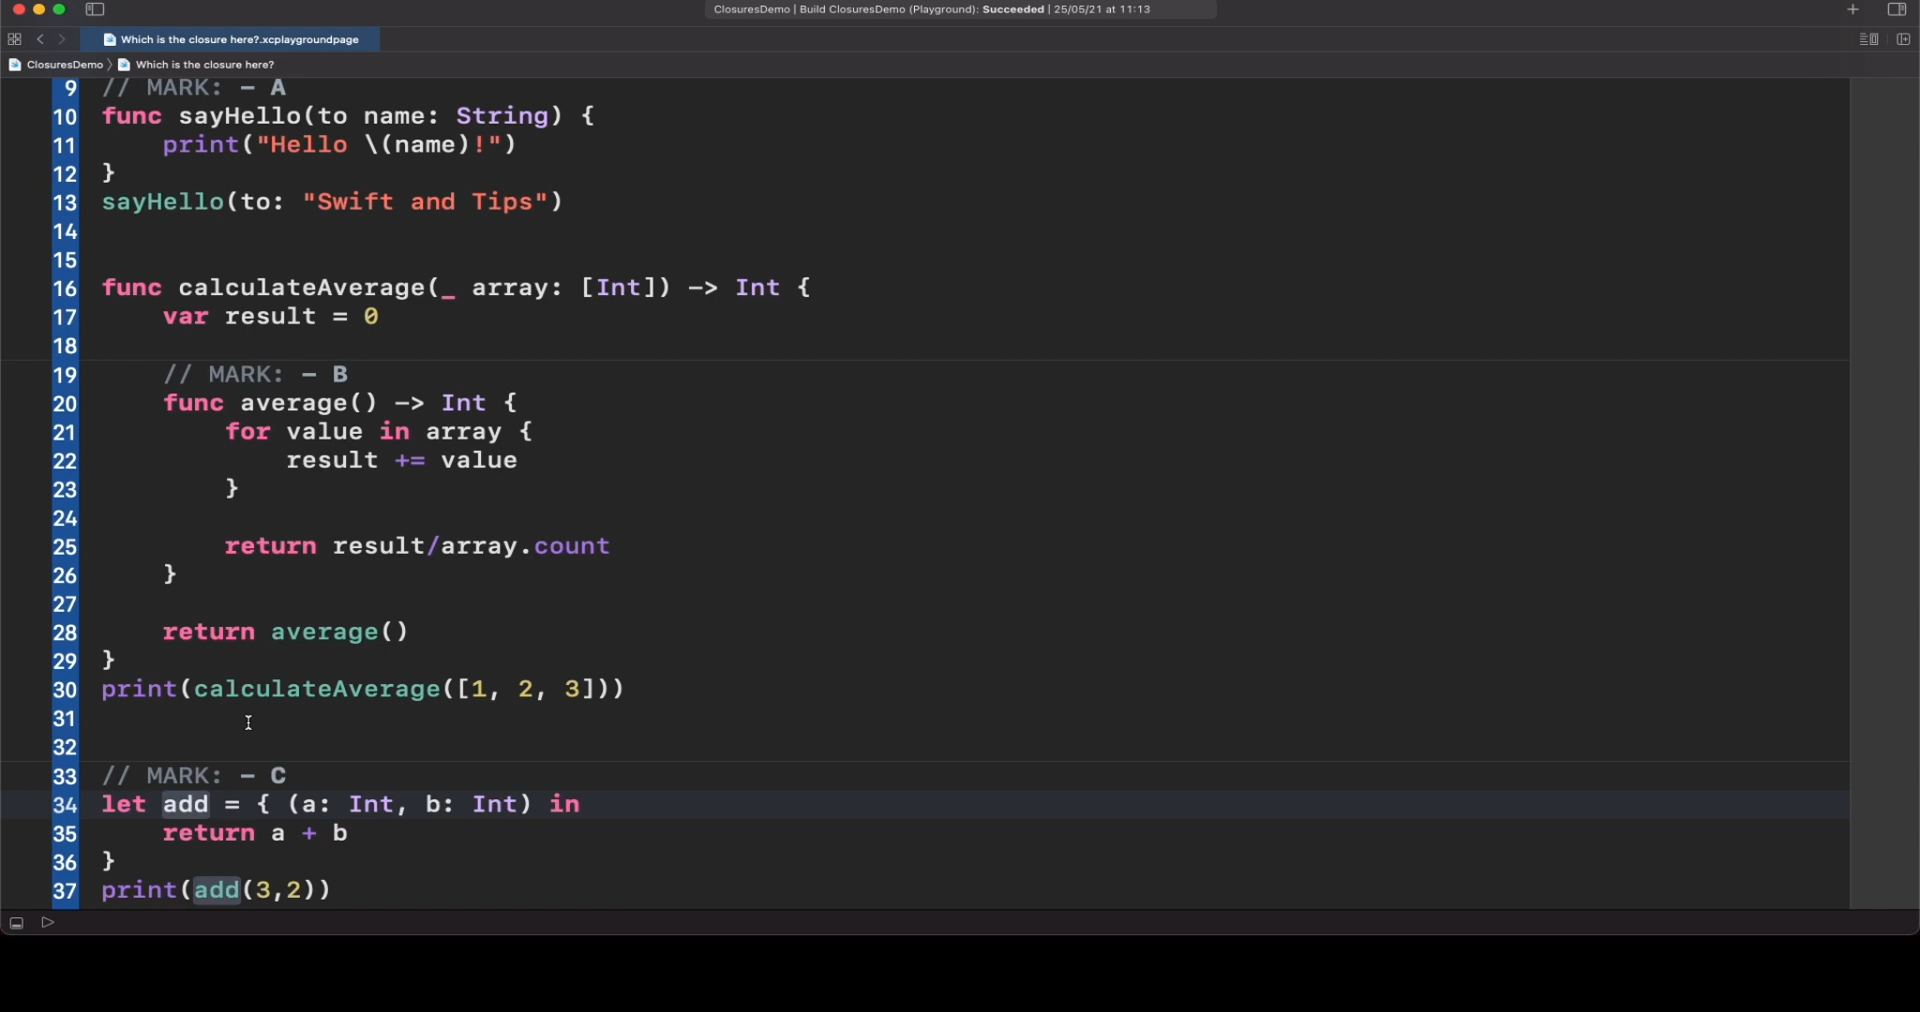 ClosuresDemo | Build ClosuresDemo (Playground): Succeeded | 25/05/21 at 11:13
Which is the closure here?.xcplaygroundpage
ClosuresDemo 〉 Which is the closure here?
9 // MARK: - A
10 func sayHello(to name: String) {
11     print("Hello \(name)!")
12 }
13 sayHello(to: "Swift and Tips")
14
15
16 func calculateAverage(_ array: [Int]) -> Int {
17     var result = 0
18
19     // MARK: - B
20     func average() -> Int {
21         for value in array {
22             result += value
23         }
24
25         return result/array.count
26     }
27
28     return average()
29 }
30 print(calculateAverage([1, 2, 3]))
31
32
33 // MARK: - C
34 let add = { (a: Int, b: Int) in
35     return a + b
36 }
37 print(add(3,2))